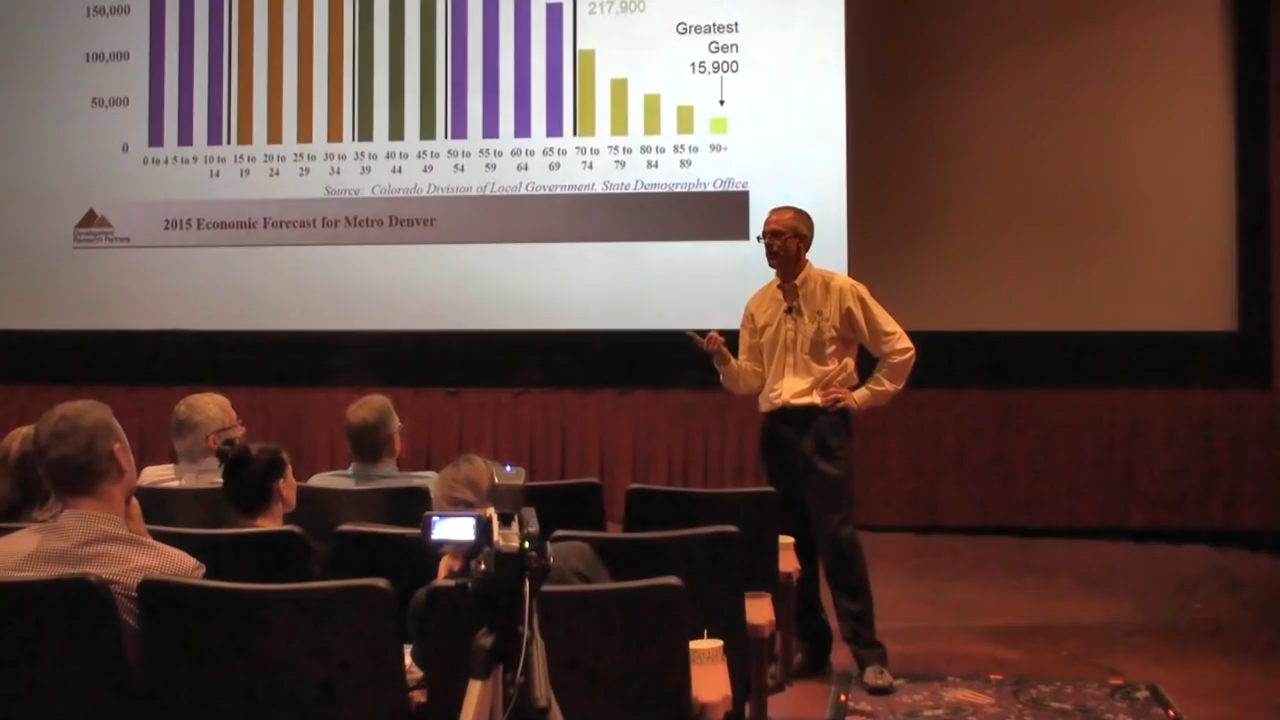 150,000
217,900
Greatest
Gen
15,900
100,000
50,000
0
0 to 4 5 to 9 10 to 14 15 to 19 20 to 24 25 to 29 30 to 34 35 to 39 40 to 44 45 to 49 50 to 54 55 to 59 60 to 64 65 to 69 70 to 74 75 to 79 80 to 84 85 to 89 90+
Source: Colorado Division of Local Government, State Demography Office
2015 Economic Forecast for Metro Denver
Development
Research Partners